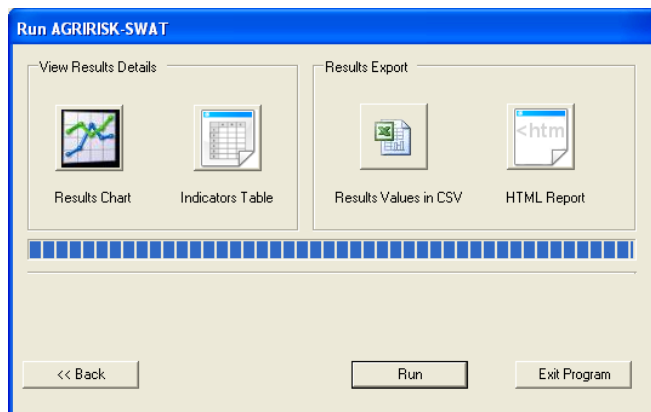 Run AGRIRISK-SWAT
View Results Details
Results Export
<htm
Results Chart
Indicators Table
Results Values in CSV
HTML Report
<< Back
Run
Exit Program